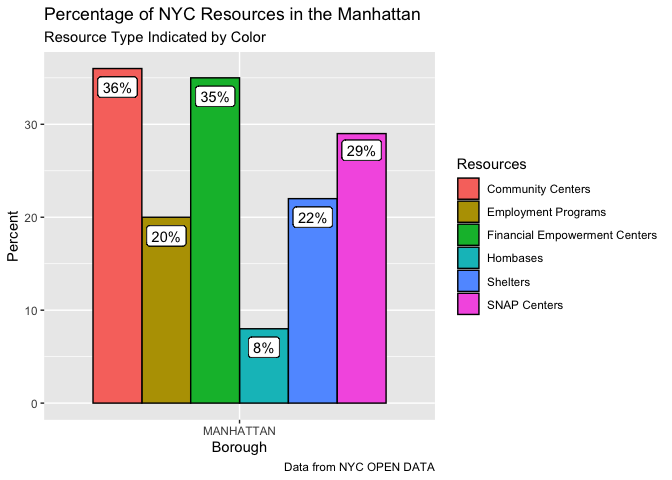 Percentage of NYC Resources in the Manhattan
Resource Type Indicated by Color
Percent
30
20
10
0
36%
20%
35%
8%
22%
29%
MANHATTAN
Borough
Data from NYC OPEN DATA
Resources
Community Centers
Employment Programs
Financial Empowerment Centers
Hombases
Shelters
SNAP Centers